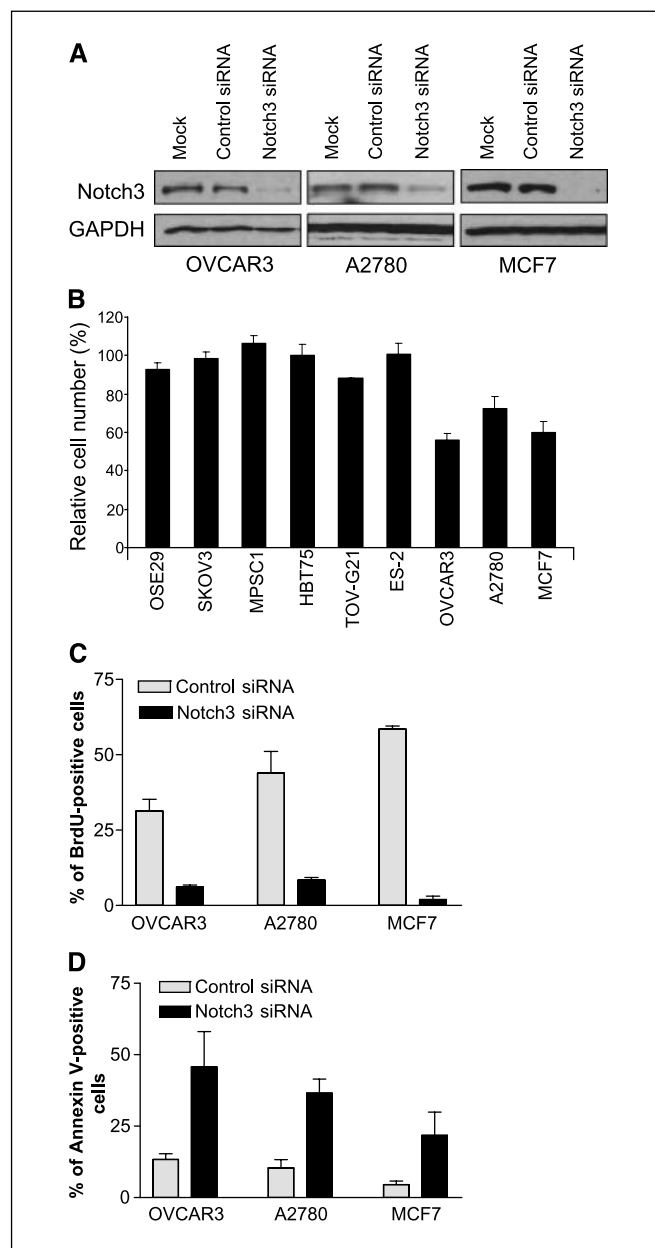 A
Mock
Control siRNA
Notch3 siRNA
Mock
Control siRNA
Notch3 siRNA
Mock
Control siRNA
Notch3 siRNA
Notch3
GAPDH
OVCAR3 A2780 MCF7
B
Relative cell number (%)
120
100
80
60
40
20
0
OSE29
SKOV3
MPSC1
HBT75
TOV-G21
ES-2
OVCAR3
A2780
MCF7
C
% of BrdU-positive cells
75
50
25
0
Control siRNA
Notch3 siRNA
OVCAR3 A2780 MCF7
D
% of Annexin V-positive
cells
75
50
25
0
Control siRNA
Notch3 siRNA
OVCAR3 A2780 MCF7